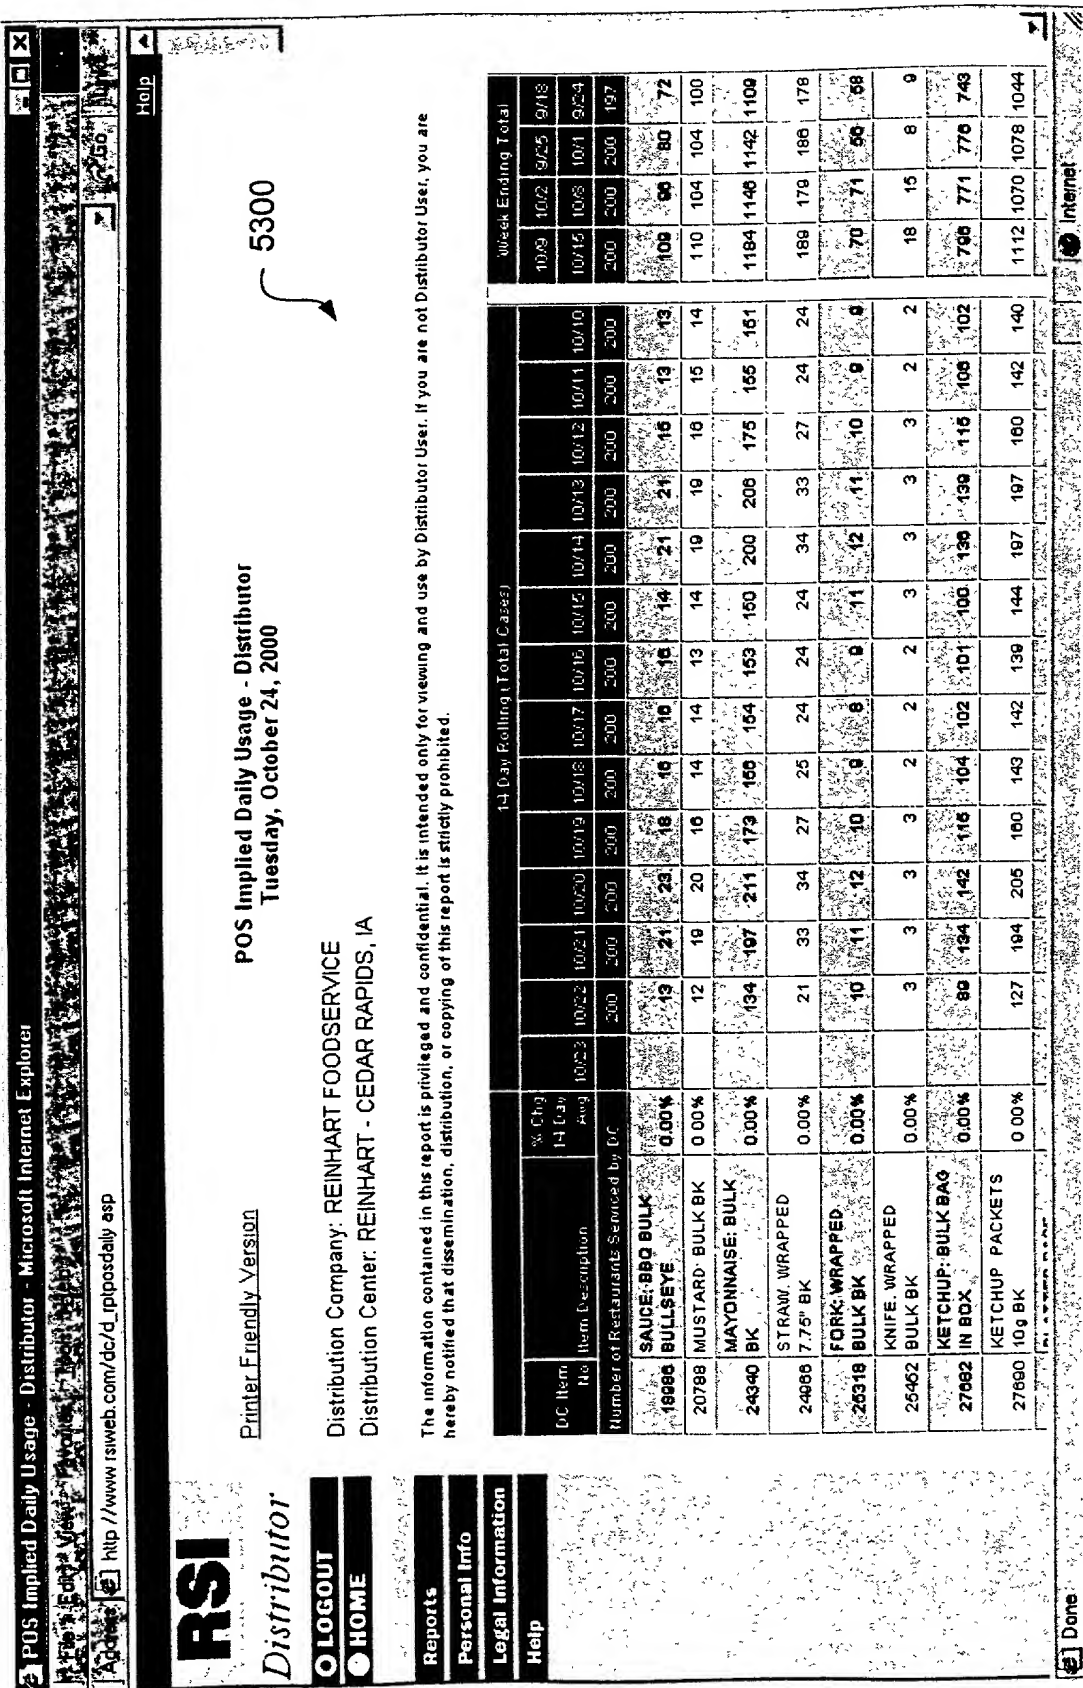 POS Implied Daily Usage - Distributor - Microsoft Internet Explorer
http //www rsiweb.com/dc/d_rptposdaily asp
Go
Help
RSI
Distributor
LOGOUT
HOME
Reports
Personal Info
Legal Information
Help
Printer Friendly Version
POS Implied Daily Usage - Distributor
Tuesday, October 24, 2000
5300
Distribution Company: REINHART FOODSERVICE
Distribution Center: REINHART - CEDAR RAPIDS, IA
The information contained in this report is privileged and confidential. It is intended only for viewing and use by Distributor User. If you are not Distributor User, you are
hereby notified that dissemination, distribution, or copying of this report is strictly prohibited.
14 Day Rolling (Total Cases) Week Ending Total
DC Item No Item Description % Chg 14 Day Avg 10/23 10/22 10/21 10/20 10/19 10/18 10/17 10/16 10/15 10/14 10/13 10/12 10/11 10/10 10/9 10/2 9/25 9/18
10/15 10/8 10/1 9/24
Number of Restaurants Serviced by DC 200 200 200 200 200 200 200 200 200 200 200 200 200 200 200 200 197
18986 SAUCE: BBQ BULK BULLSEYE 0.00% 13 21 23 18 16 16 14 21 21 13 13 109 80 72
20788 MUSTARD: BULK BK 0 00% 12 19 20 16 14 14 13 14 19 19 16 15 14 110 104 104 100
24340 MAYONNAISE: BULK BK 0.00% 134 197 211 173 153 150 200 206 175 155 161 1184 1146 1142 1109
24966 STRAW. WRAPPED 7.75" BK 0.00% 21 33 34 27 25 24 24 24 34 33 27 24 24 189 179 186 178
25318 FORK: WRAPPED BULK BK 0.00% 10 11 12 10 9 8 9 11 12 11 10 9 9 70 71 58
25462 KNIFE. WRAPPED BULK BK 0.00% 3 3 3 3 2 2 2 3 3 3 3 2 2 18 15 8 9
27682 KETCHUP: BULK BAG IN BOX 0.00% 89 134 142 115 104 102 101 100 136 139 115 106 102 796 771 776 743
27690 KETCHUP PACKETS 10g BK 0 00% 127 194 205 160 143 142 139 144 197 197 160 142 140 1112 1070 1078 1044
Done
Internet